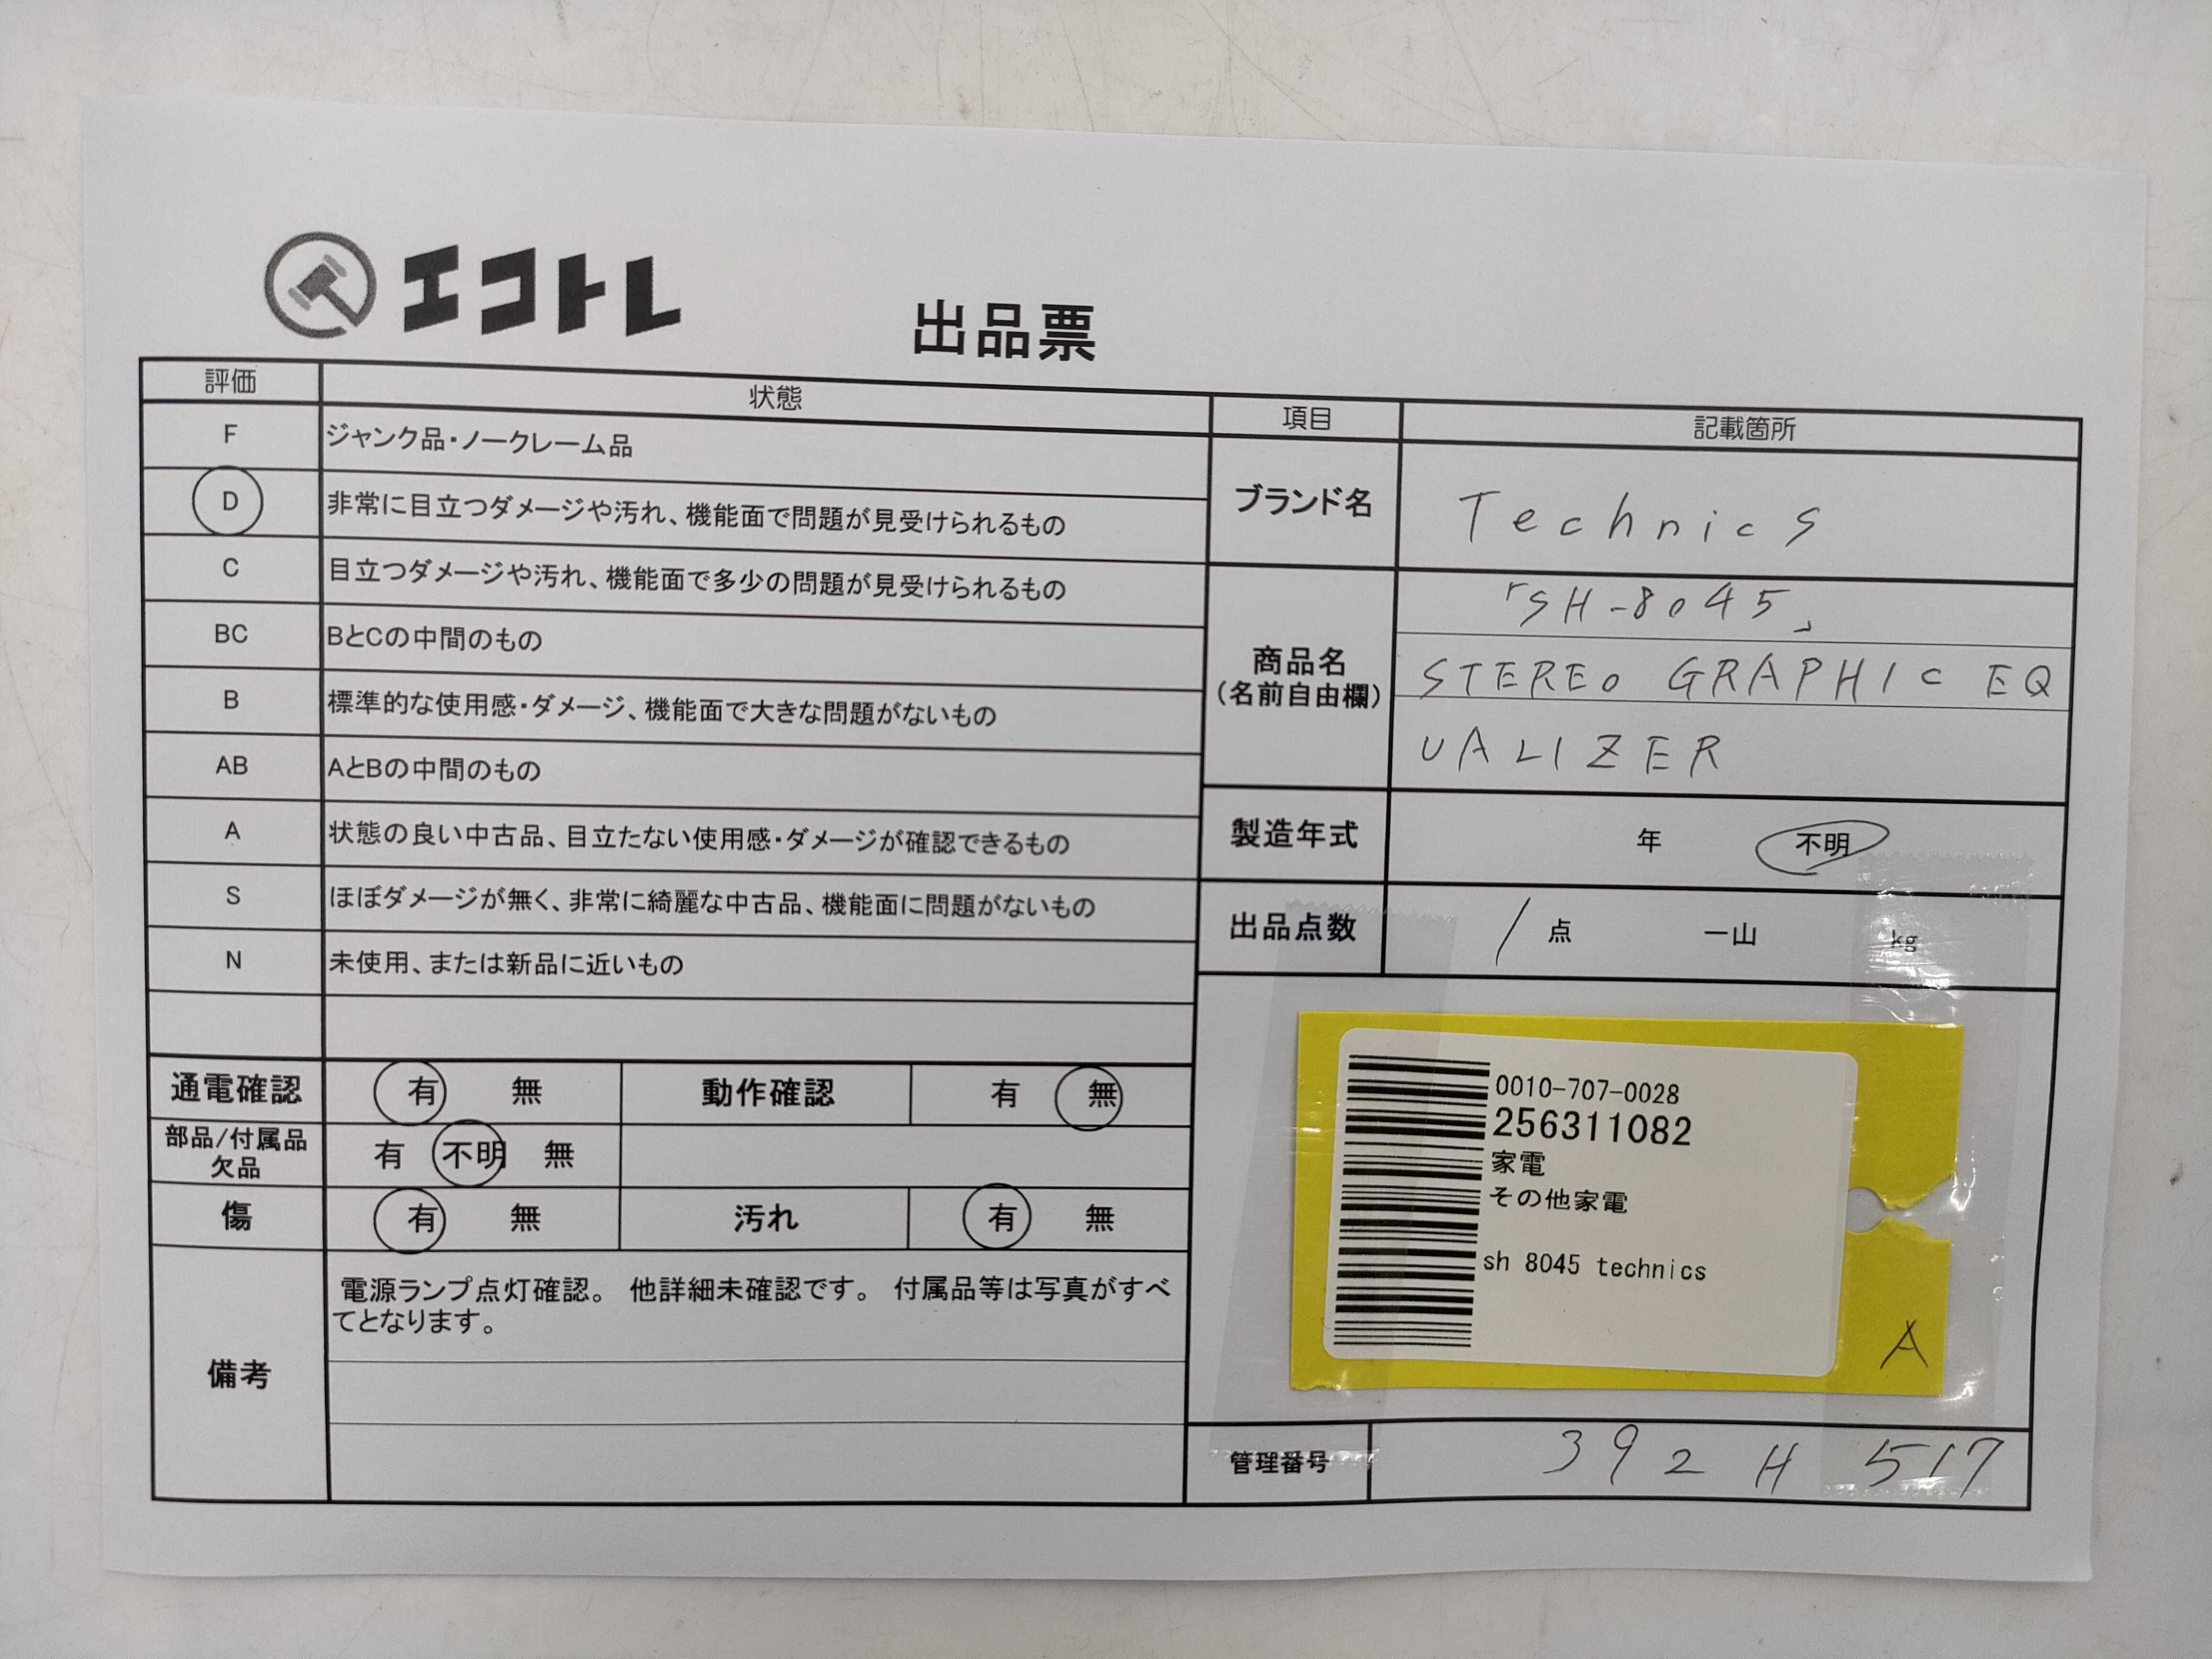 エコトレ
出品票
評価 状態
F ジャンク品・ノークレーム品
D 非常に目立つダメージや汚れ、機能面で問題が見受けられるもの
C 目立つダメージや汚れ、機能面で多少の問題が見受けられるもの
BC BとCの中間のもの
B 標準的な使用感・ダメージ、機能面で大きな問題がないもの
AB AとBの中間のもの
A 状態の良い中古品、目立たない使用感・ダメージが確認できるもの
S ほぼダメージが無く、非常に綺麗な中古品、機能面に問題がないもの
N 未使用、または新品に近いもの
通電確認 有 無 動作確認 有 無
部品/付属品
欠品 有 不明 無
傷 有 無 汚れ 有 無
備考
電源ランプ点灯確認。 他詳細未確認です。 付属品等は写真がすべ
てとなります。
項目 記載箇所
ブランド名 Technics
商品名
(名前自由欄)
「SH-8045」
STEREO GRAPHIC EQ
UALIZER
製造年式 年 不明
出品点数 1 点 一山 kg
0010-707-0028
256311082
家電
その他家電
sh 8045 technics
A
管理番号 392 H 517